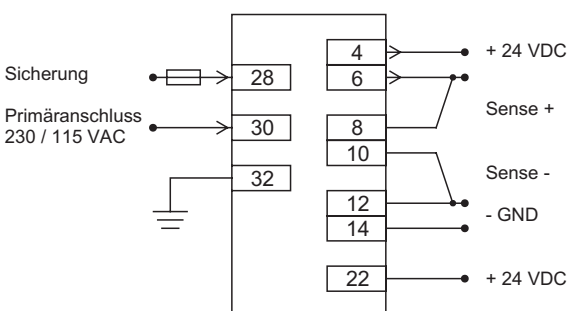 Sicherung
Primäranschluss
230 / 115 VAC
28
30
32
4
6
8
10
12
14
22
+ 24 VDC
Sense +
Sense -
- GND
+ 24 VDC